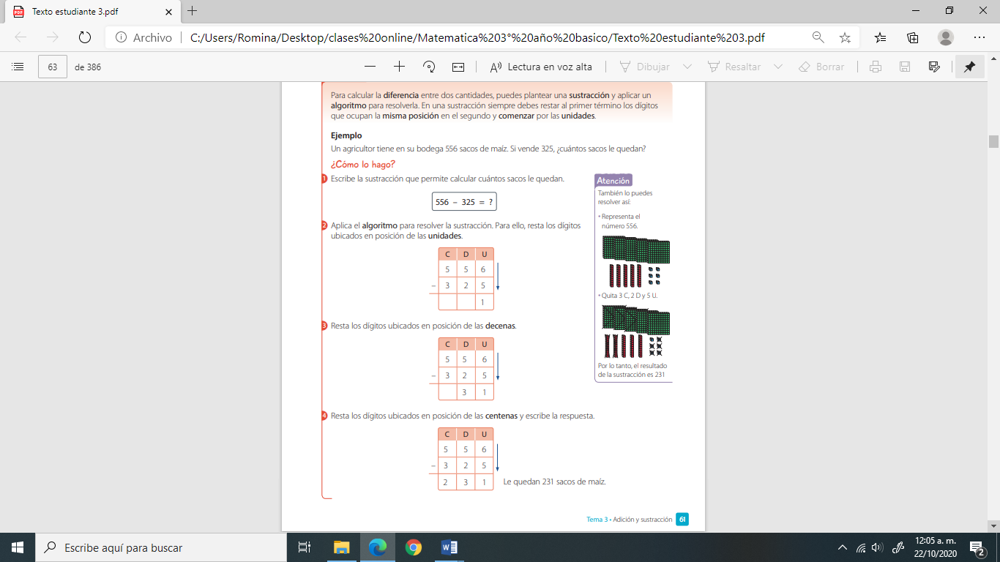 Texto estudiante 3.pdf
Archivo C:/Users/Romina/Desktop/clases%20online/Matematica%203°%20año%20basico/Texto%20estudiante%203.pdf
63 de 386 Lectura en voz alta Dibujar Resaltar Borrar
Para calcular la diferencia entre dos cantidades, puedes plantear una sustracción y aplicar un
algoritmo para resolverla. En una sustracción siempre debes restar al primer término los dígitos
que ocupan la misma posición en el segundo y comenzar por las unidades.
Ejemplo
Un agricultor tiene en su bodega 556 sacos de maíz. Si vende 325, ¿cuántos sacos le quedan?
¿Cómo lo hago?
1 Escribe la sustracción que permite calcular cuántos sacos le quedan.
556 – 325 = ?
2 Aplica el algoritmo para resolver la sustracción. Para ello, resta los dígitos
ubicados en posición de las unidades.
C D U
5 5 6
– 3 2 5
1
3 Resta los dígitos ubicados en posición de las decenas.
C D U
5 5 6
– 3 2 5
3 1
4 Resta los dígitos ubicados en posición de las centenas y escribe la respuesta.
C D U
5 5 6
– 3 2 5
2 3 1
Le quedan 231 sacos de maíz.
Atención
También lo puedes
resolver así:
• Representa el
número 556.
• Quita 3 C, 2 D y 5 U.
Por lo tanto, el resultado
de la sustracción es 231
Tema 3 • Adición y sustracción 61
Escribe aquí para buscar
12:05 a. m.
22/10/2020
2